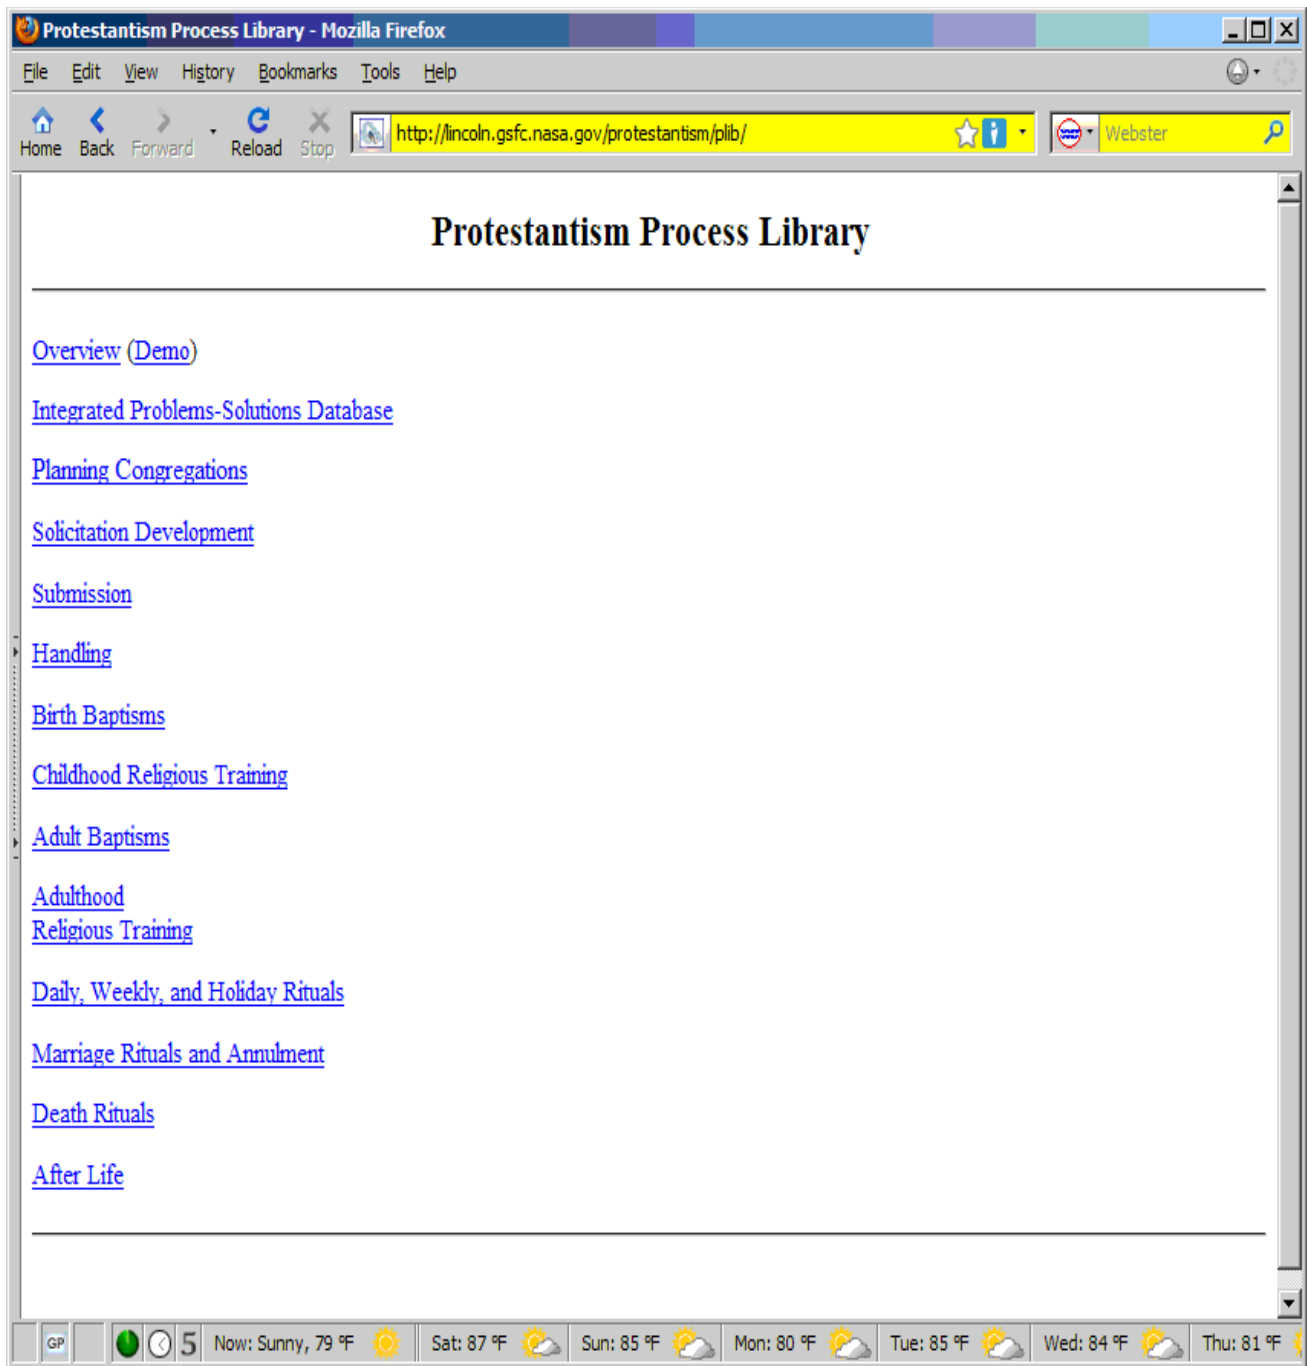 Protestantism Process Library - Mozilla Firefox
File Edit View History Bookmarks Tools Help
Home Back Forward Reload Stop http://lincoln.gsfc.nasa.gov/protestantism/plib/ Webster
Protestantism Process Library
Overview (Demo)
Integrated Problems-Solutions Database
Planning Congregations
Solicitation Development
Submission
Handling
Birth Baptisms
Childhood Religious Training
Adult Baptisms
Adulthood
Religious Training
Daily, Weekly, and Holiday Rituals
Marriage Rituals and Annulment
Death Rituals
After Life
GP 5 Now: Sunny, 79 °F Sat: 87 °F Sun: 85 °F Mon: 80 °F Tue: 85 °F Wed: 84 °F Thu: 81 °F